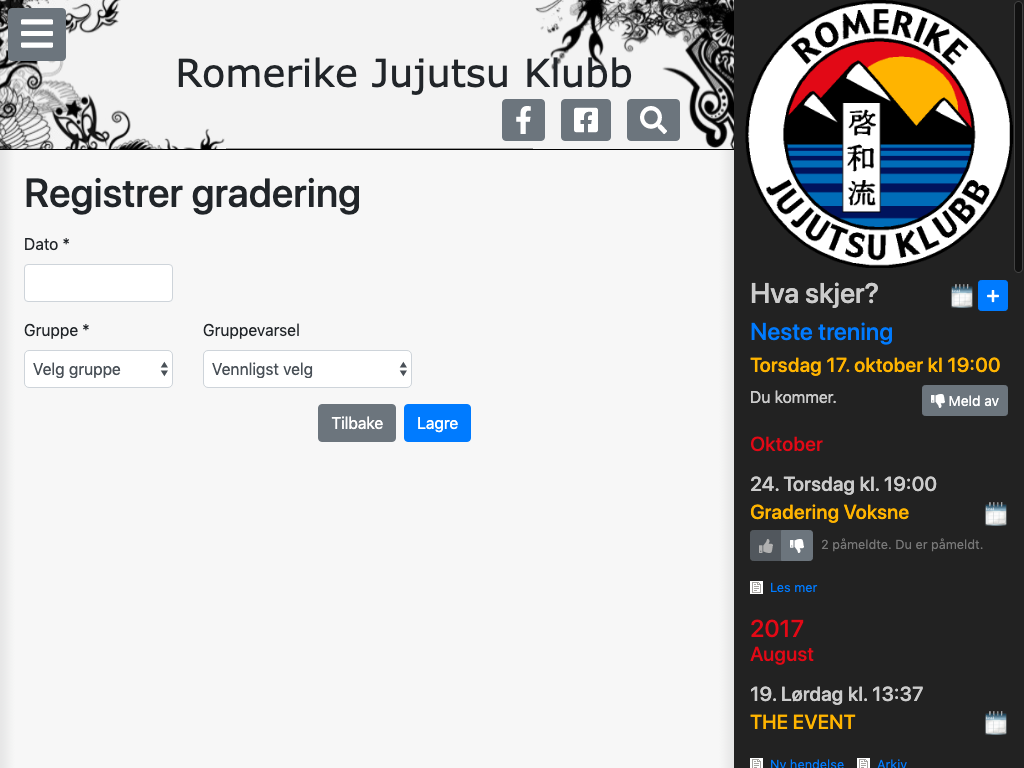 Romerike Jujutsu Klubb
Registrer gradering
Dato *
Gruppe *
Gruppevarsel
Velg gruppe
Vennligst velg
Tilbake
Lagre
ROMERIKE
啓和流
JUJUTSU KLUBB
Hva skjer?
Neste trening
Torsdag 17. oktober kl 19:00
Du kommer.
Meld av
Oktober
24. Torsdag kl. 19:00
Gradering Voksne
2 påmeldte. Du er påmeldt.
Les mer
2017
August
19. Lørdag kl. 13:37
THE EVENT
Ny hendelse
Arkiv